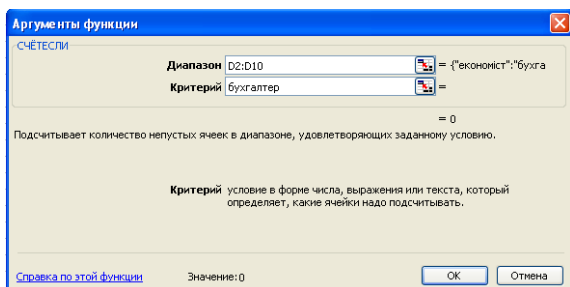 Аргументы функции
СЧЁТЕСЛИ
Диапазон D2:D10 = {"економіст":"бухга
Критерий бухгалтер =
= 0
Подсчитывает количество непустых ячеек в диапазоне, удовлетворяющих заданному условию.
Критерий условие в форме числа, выражения или текста, который
определяет, какие ячейки надо подсчитывать.
Справка по этой функции Значение:0 ОК Отмена